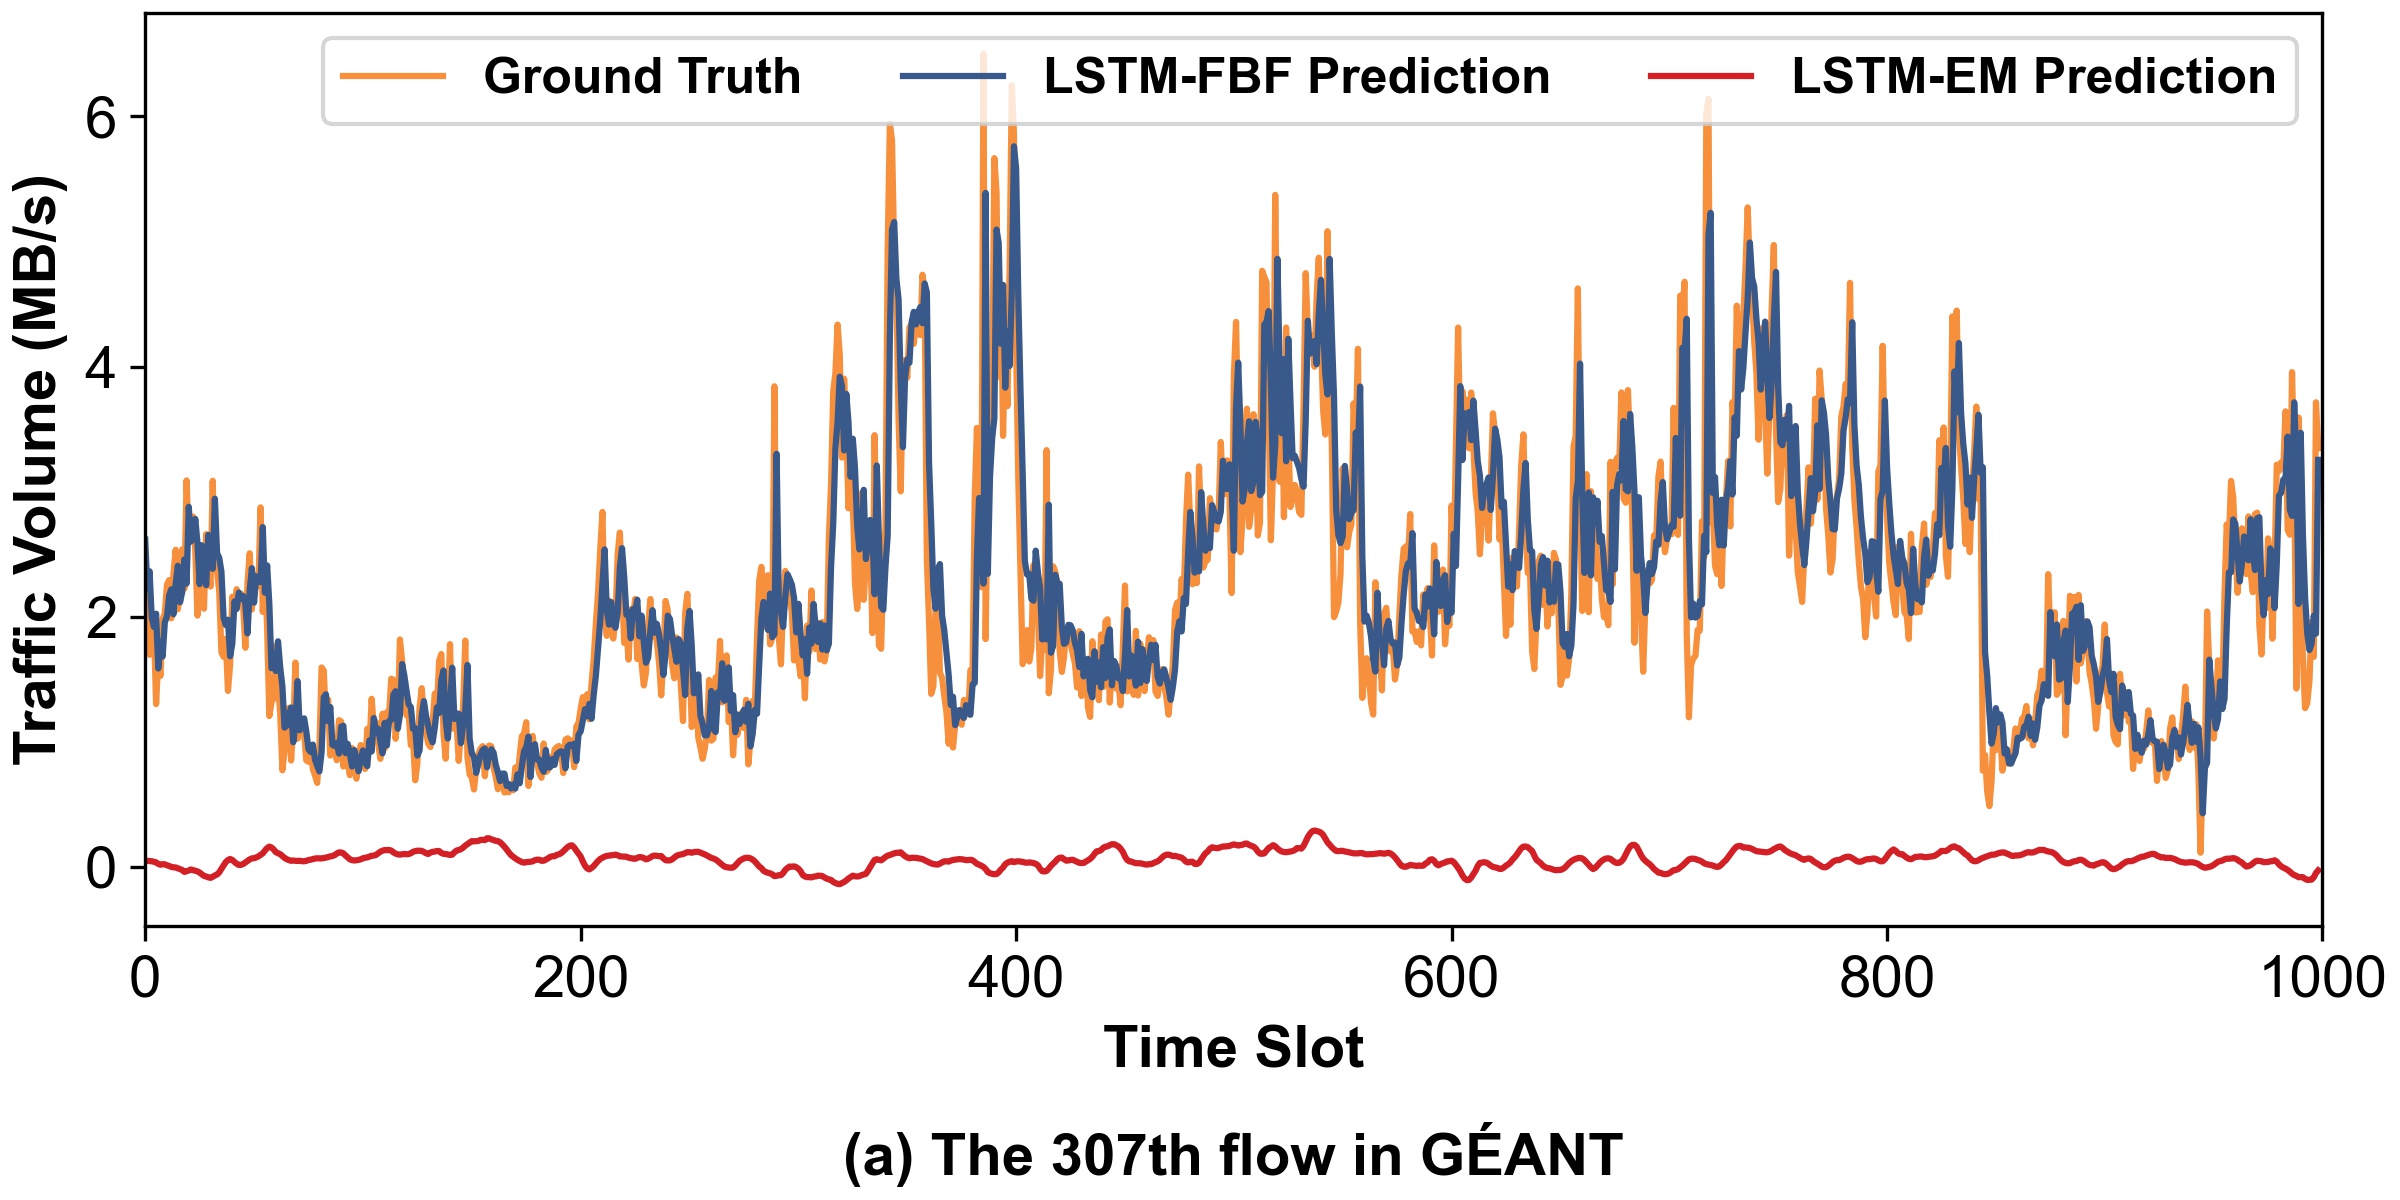 Ground Truth LSTM-FBF Prediction LSTM-EM Prediction
Traffic Volume (MB/s)
6
4
2
0
0 200 400 600 800 1000
Time Slot
(a) The 307th flow in GÉANT